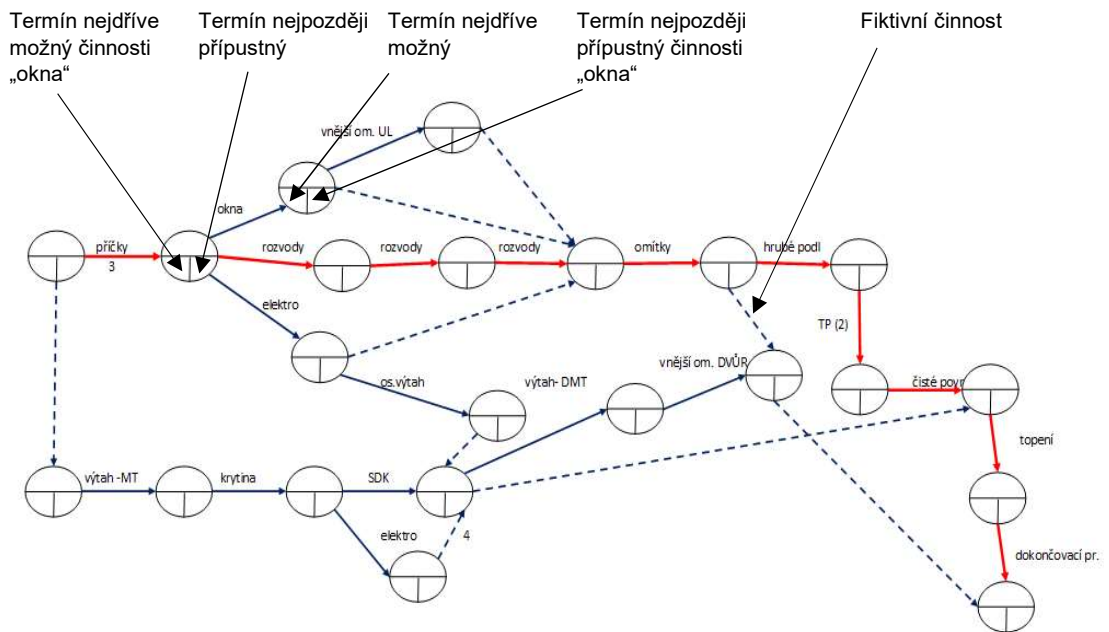 Termín nejdříve
možný činnosti
„okna“
Termín nejpozději
přípustný
Termín nejdříve
možný
Termín nejpozději
přípustný činnosti
„okna“
Fiktivní činnost
vnější om. UL
okna
příčky
3
rozvody
rozvody
rozvody
omítky
hrubé podl
elektro
TP (2)
os.výtah
výtah- DMT
vnější om. DVŮR
čisté povr
topení
výtah -MT
krytina
SDK
elektro
4
dokončovací pr.